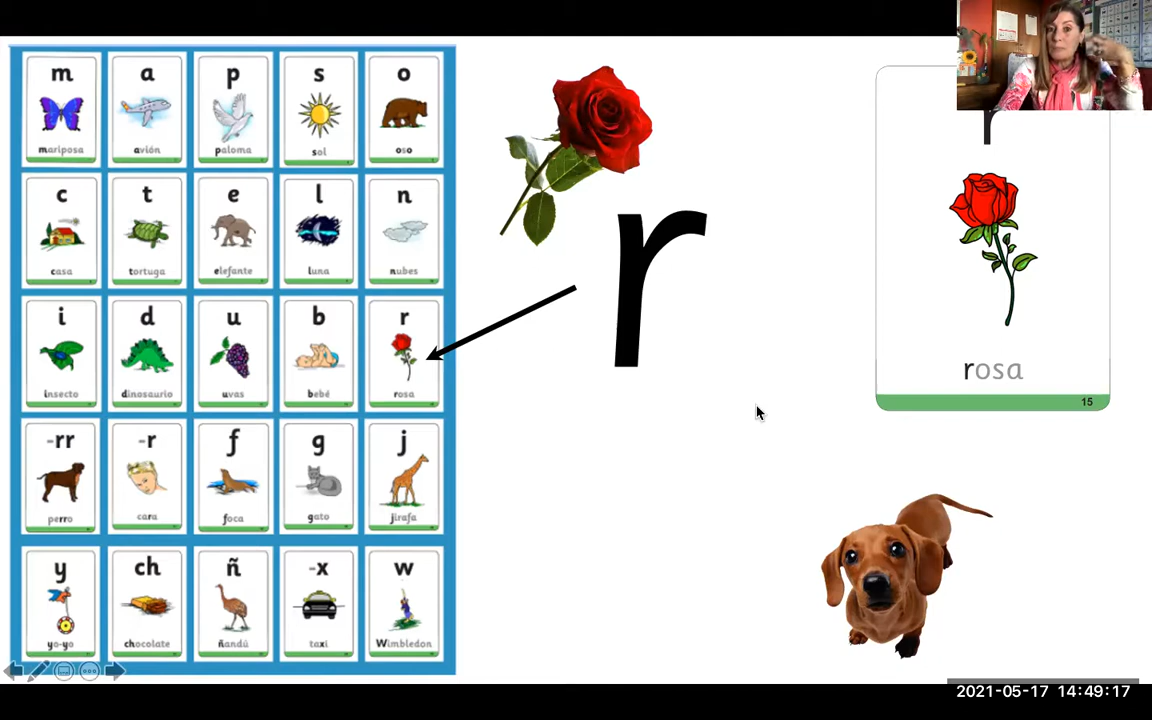 m a p s o
mariposa avión paloma sol oso
c t e l n
casa tortuga elefante luna nubes
i d u b r
insecto dinosaurio uvas bebé rosa
-rr -r f g j
perro cara foca gato jirafa
y ch ñ -x w
yo-yo chocolate ñandú taxi Wimbledon
r
r
rosa
15
2021-05-17 14:49:17